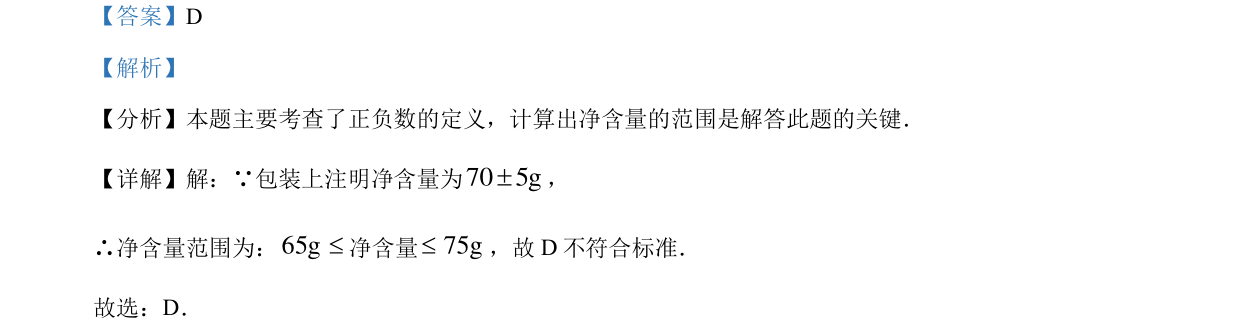 【答案】D
【解析】
【分析】本题主要考查了正负数的定义，计算出净含量的范围是解答此题的关键．
【详解】解：∵包装上注明净含量为70±5g，
∴净含量范围为：65g≤净含量≤75g，故 D 不符合标准．
故选：D．